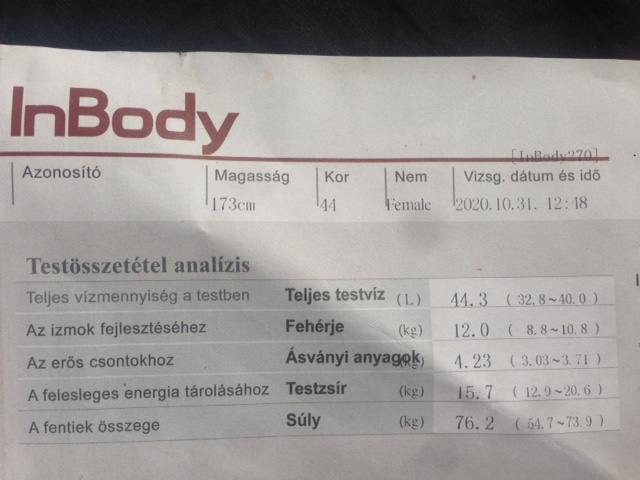 InBody
[InBody270]
Azonosító Magasság Kor Nem Vizsg. dátum és idő
173cm 44 Female 2020.10.31. 12:48
Testösszetétel analízis
Teljes vízmennyiség a testben Teljes testvíz (L) 44.3 (32.8~40.0)
Az izmok fejlesztéséhez Fehérje (kg) 12.0 (8.8~10.8)
Az erős csontokhoz Ásványi anyagok (kg) 4.23 (3.03~3.71)
A felesleges energia tárolásához Testzsír (kg) 15.7 (12.9~20.6)
A fentiek összege Súly (kg) 76.2 (54.7~73.9)